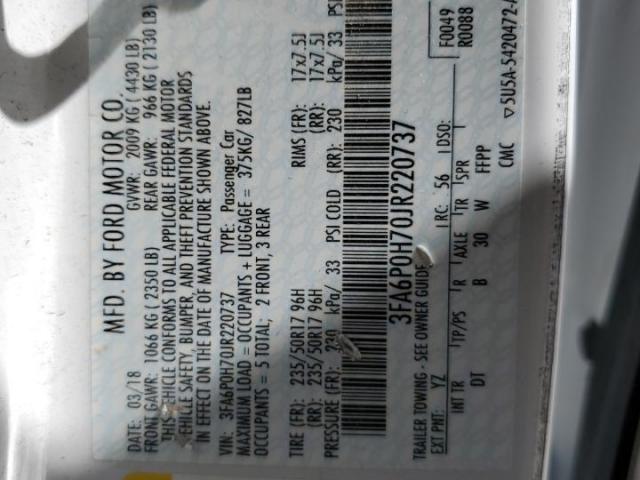 MFD. BY FORD MOTOR CO.
DATE: 03/18 GVWR: 2009 KG ( 4430 LB)
FRONT GAWR: 1066 KG ( 2350 LB) REAR GAWR: 966 KG ( 2130 LB)
THIS VEHICLE CONFORMS TO ALL APPLICABLE FEDERAL MOTOR
VEHICLE SAFETY, BUMPER, AND THEFT PREVENTION STANDARDS
IN EFFECT ON THE DATE OF MANUFACTURE SHOWN ABOVE.
VIN: 3FA6P0H70JR220737 TYPE: Passenger Car
MAXIMUM LOAD = OCCUPANTS + LUGGAGE = 375KG/ 827LB
OCCUPANTS = 5 TOTAL; 2 FRONT, 3 REAR
TIRE (FR): 235/50R17 96H RIMS (FR): 17x7.5J
(RR): 235/50R17 96H (RR): 17x7.5J
PRESSURE (FR): 230 kPa/ 33 PSI COLD (RR): 230 kPa/ 33 PSI
3FA6P0H70JR220737
F0049
R0088
TRAILER TOWING - SEE OWNER GUIDE
EXT PNT: YZ RC: 56 DSO:
INT TR TP/PS R AXLE TR SPR
DT B 30 W FFPP
CMC ▽5U5A-5420472-A